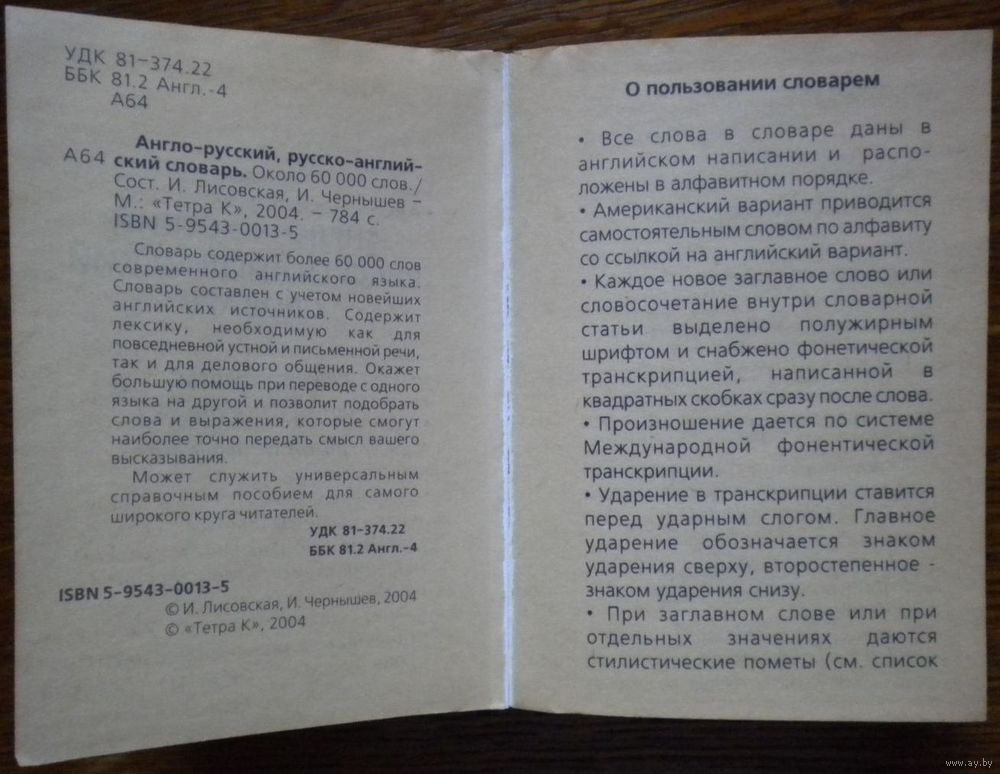 УДК 81–374.22
ББК 81.2 Англ.-4
А64
Англо–русский, русско–англий-
А64 ский словарь. Около 60 000 слов./
Сост. И. Лисовская, И. Чернышев –
М.: «Тетра К», 2004. – 784 с.
ISBN 5–9543-0013-5
Словарь содержит более 60 000 слов
современного английского языка.
Словарь составлен с учетом новейших
английских источников. Содержит
лексику, необходимую как для
повседневной устной и письменной речи,
так и для делового общения. Окажет
большую помощь при переводе с одного
языка на другой и позволит подобрать
слова и выражения, которые смогут
наиболее точно передать смысл вашего
высказывания.
Может служить универсальным
справочным пособием для самого
широкого круга читателей.
УДК 81–374.22
ББК 81.2 Англ.–4
ISBN 5–9543–0013–5
© И. Лисовская, И. Чернышев, 2004
© «Тетра К», 2004
О пользовании словарем
• Все слова в словаре даны в
английском написании и распо-
ложены в алфавитном порядке.
• Американский вариант приводится
самостоятельным словом по алфавиту
со ссылкой на английский вариант.
• Каждое новое заглавное слово или
словосочетание внутри словарной
статьи выделено полужирным
шрифтом и снабжено фонетической
транскрипцией, написанной в
квадратных скобках сразу после слова.
• Произношение дается по системе
Международной фонентической
транскрипции.
• Ударение в транскрипции ставится
перед ударным слогом. Главное
ударение обозначается знаком
ударения сверху, второстепенное -
знаком ударения снизу.
• При заглавном слове или при
отдельных значениях даются
стилистические пометы (см. список
www.ay.by